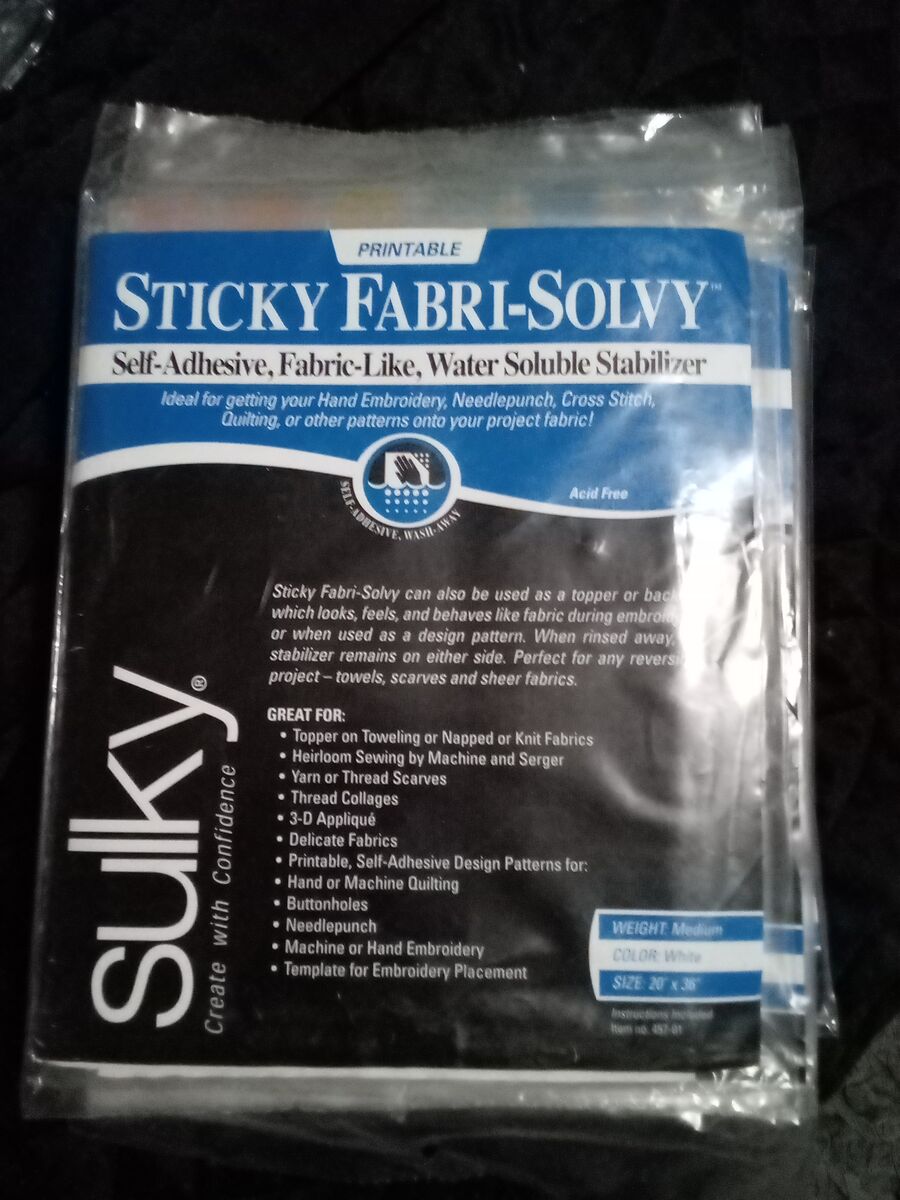 PRINTABLE
STICKY FABRI-SOLVY™
Self-Adhesive, Fabric-Like, Water Soluble Stabilizer
Ideal for getting your Hand Embroidery, Needlepunch, Cross Stitch,
Quilting, or other patterns onto your project fabric!
SELF-ADHESIVE, WASH-AWAY
Acid Free
Sticky Fabri-Solvy can also be used as a topper or
which looks, feels, and behaves like fabric during
or when used as a design pattern. When rinsed away,
stabilizer remains on either side. Perfect for any
project – towels, scarves and sheer fabrics.
GREAT FOR:
• Topper on Toweling or Napped or Knit Fabrics
• Heirloom Sewing by Machine and Serger
• Yarn or Thread Scarves
• Thread Collages
• 3-D Appliqué
• Delicate Fabrics
• Printable, Self-Adhesive Design Patterns for:
• Hand or Machine Quilting
• Buttonholes
• Needlepunch
• Machine or Hand Embroidery
• Template for Embroidery Placement
sulky®
Create with Confidence
WEIGHT: Medium
COLOR: White
SIZE: 20" x 36"
Instructions Included
Item no. 457-01